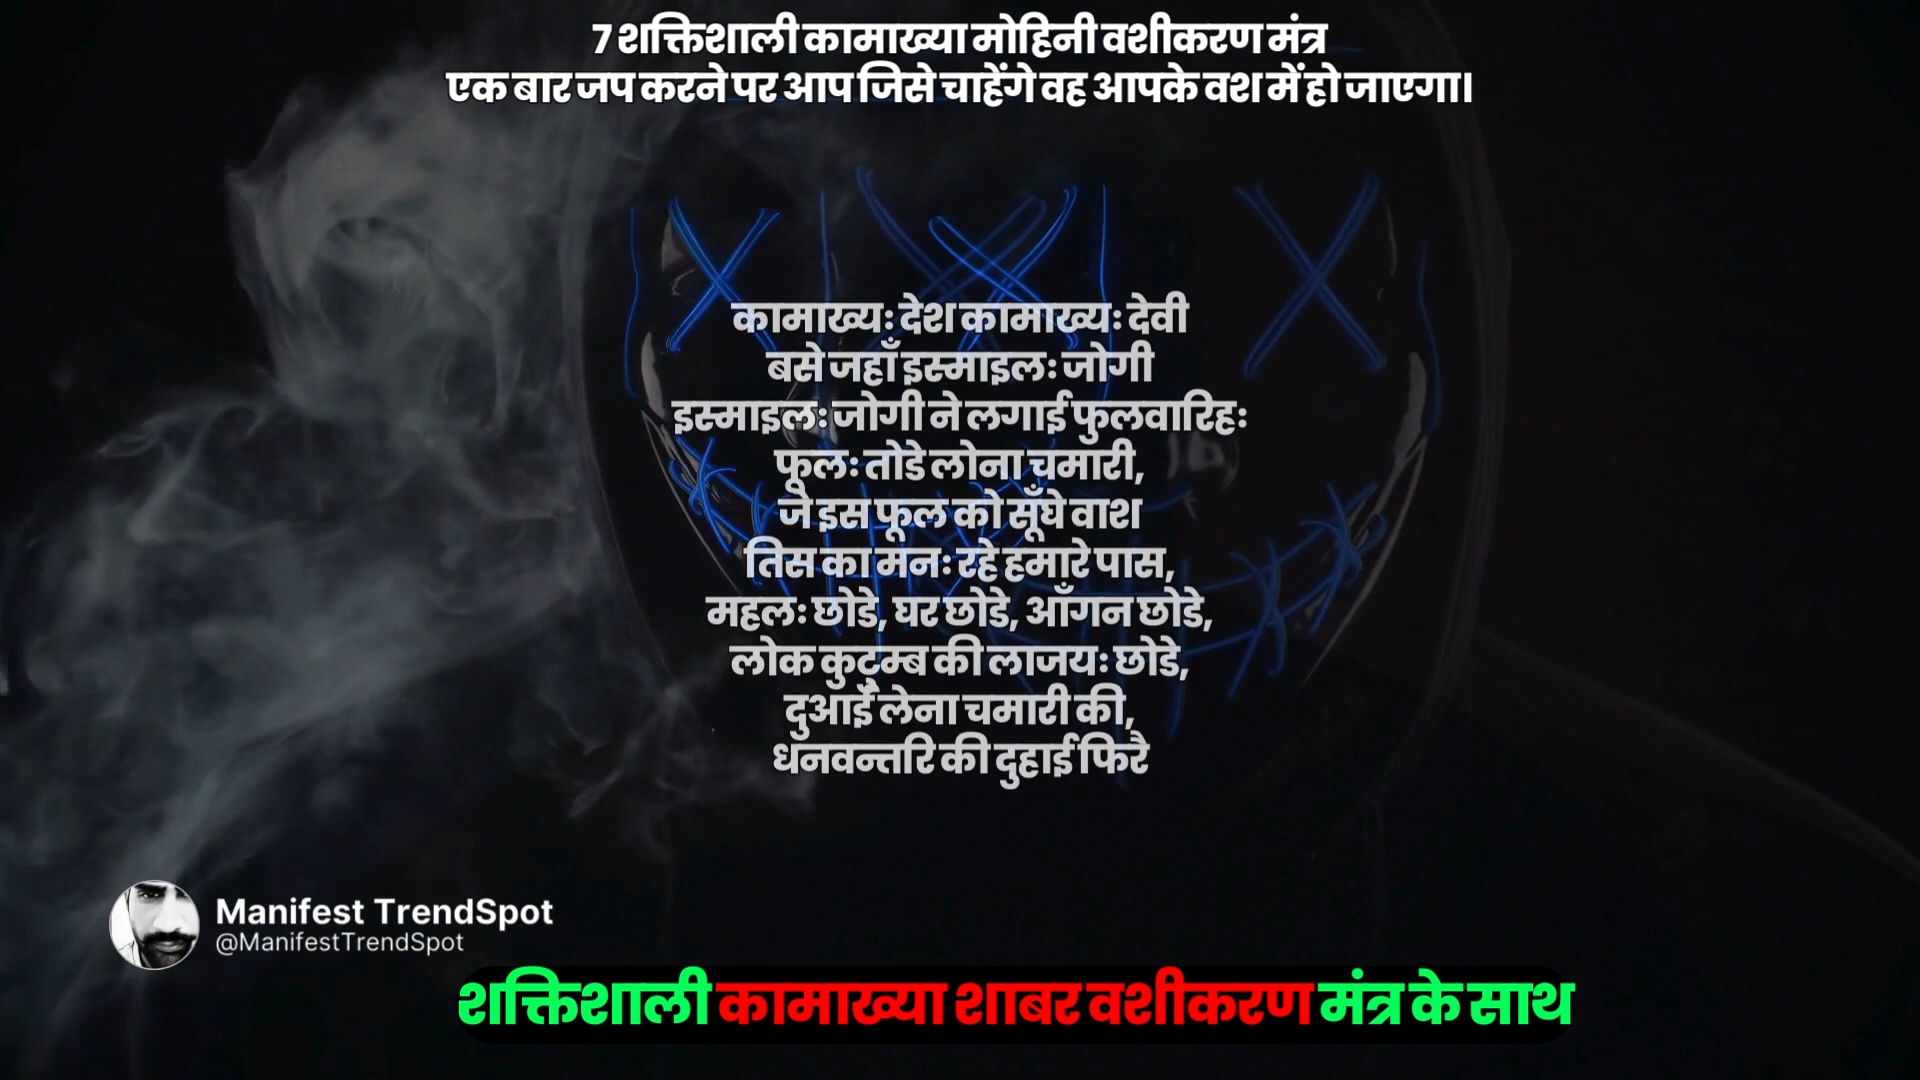 7 शक्तिशाली कामाख्या मोहिनी वशीकरण मंत्र
एक बार जप करने पर आप जिसे चाहेंगे वह आपके वश में हो जाएगा।
कामाख्यः देश कामाख्यः देवी
बसे जहाँ इस्माइलः जोगी
इस्माइलः जोगी ने लगाई फुलवारिहः
फूलः तोडे लोना चमारी,
जे इस फूल को सूँघे वाश
तिस का मनः रहे हमारे पास,
महलः छोडे, घर छोडे, आँगन छोडे,
लोक कुटुम्ब की लाजयः छोडे,
दुआई लेना चमारी की,
धनवन्तरि की दुहाई फिरै
Manifest TrendSpot
@ManifestTrendSpot
शक्तिशाली कामाख्या शाबर वशीकरण मंत्र के साथ